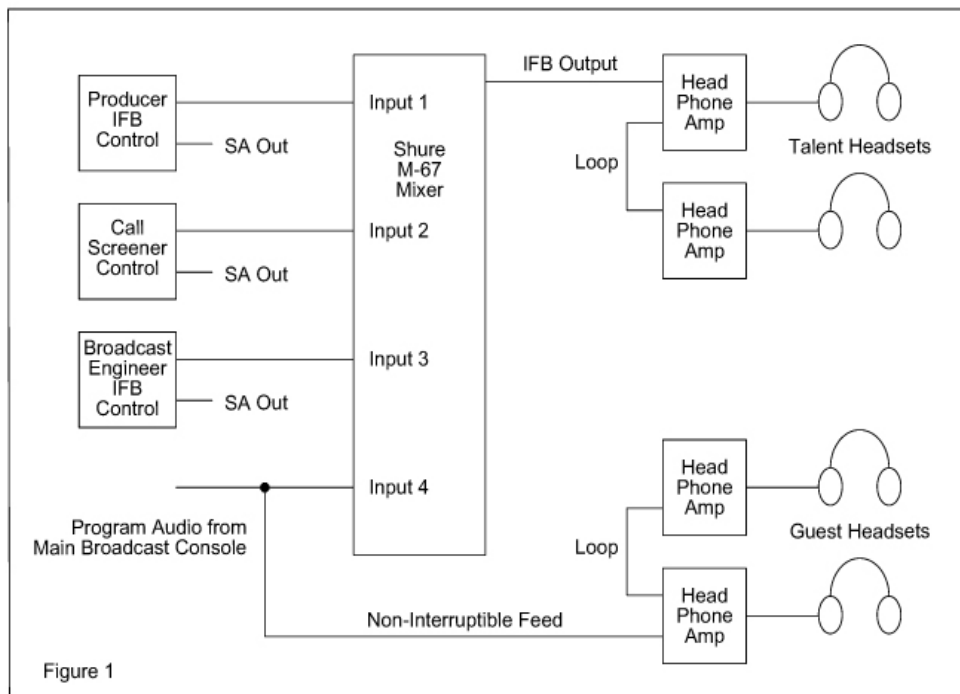 Producer
IFB
Control
SA Out
Call
Screener
Control
SA Out
Broadcast
Engineer
IFB
Control
SA Out
Program Audio from
Main Broadcast Console
Input 1
Shure
M-67
Mixer
Input 2
Input 3
Input 4
IFB Output
Head
Phone
Amp
Talent Headsets
Loop
Head
Phone
Amp
Head
Phone
Amp
Guest Headsets
Loop
Head
Phone
Amp
Non-Interruptible Feed
Figure 1